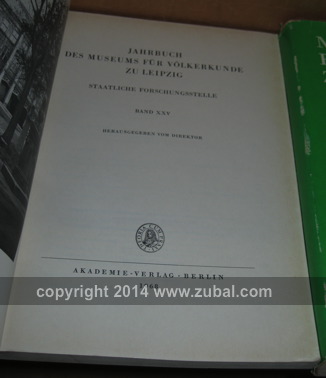 JAHRBUCH
DES MUSEUMS FÜR VÖLKERKUNDE
ZU LEIPZIG
STAATLICHE FORSCHUNGSSTELLE
BAND XXV
HERAUSGEGEBEN VOM DIREKTOR
AKADEMIE-VERLAG·BERLIN
1968
copyright 2014 www.zubal.com